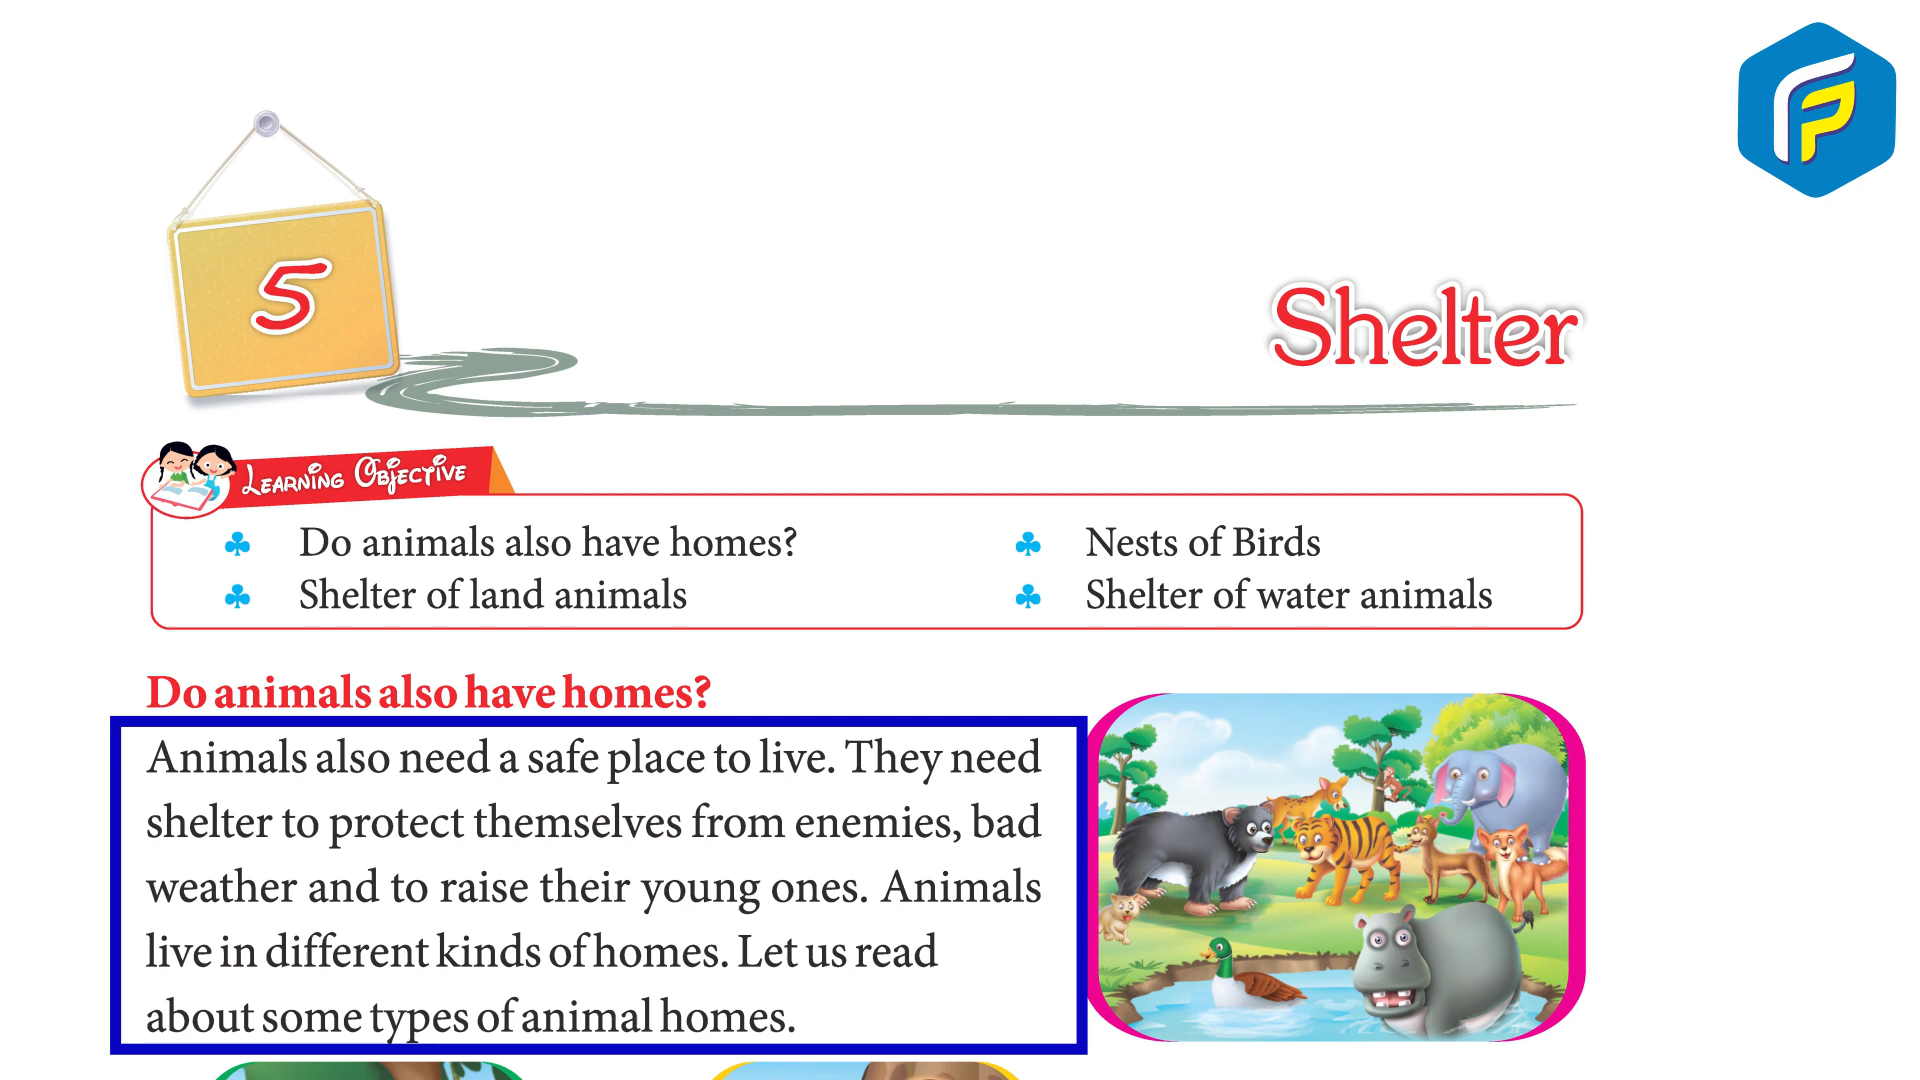 5
Shelter
Learning Objective
Do animals also have homes?
Nests of Birds
Shelter of land animals
Shelter of water animals
Do animals also have homes?
Animals also need a safe place to live. They need
shelter to protect themselves from enemies, bad
weather and to raise their young ones. Animals
live in different kinds of homes. Let us read
about some types of animal homes.